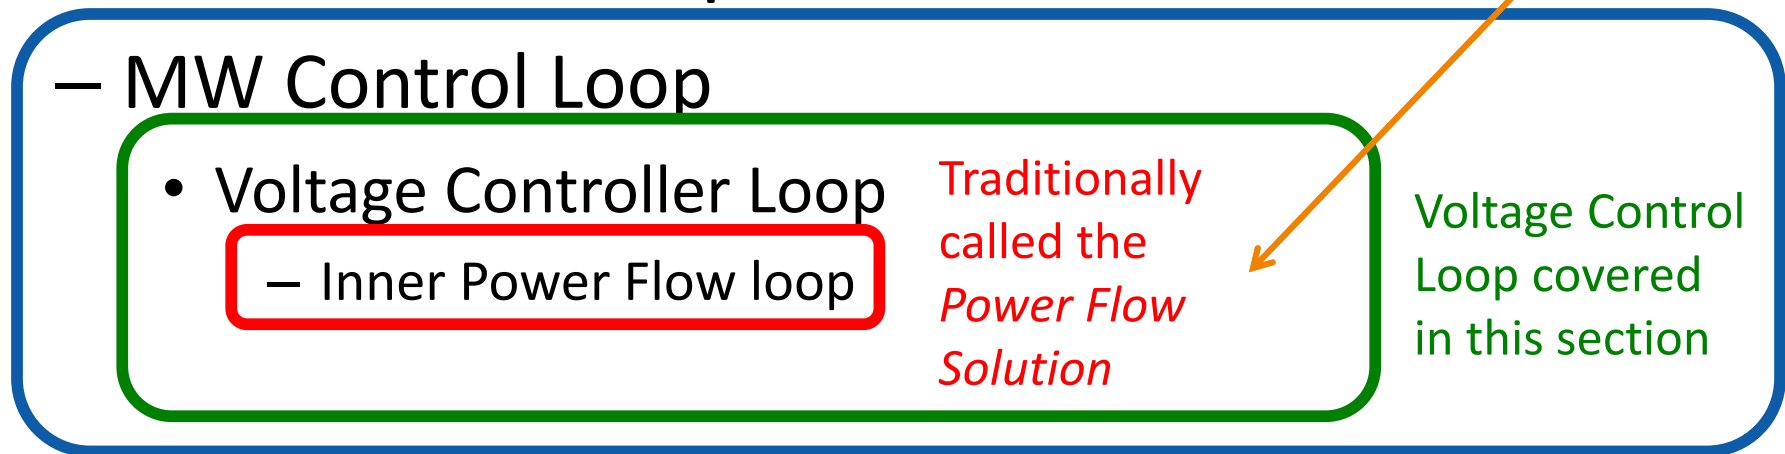 – MW Control Loop
• Voltage Controller Loop
– Inner Power Flow loop
Traditionally
called the
Power Flow
Solution
Voltage Control
Loop covered
in this section